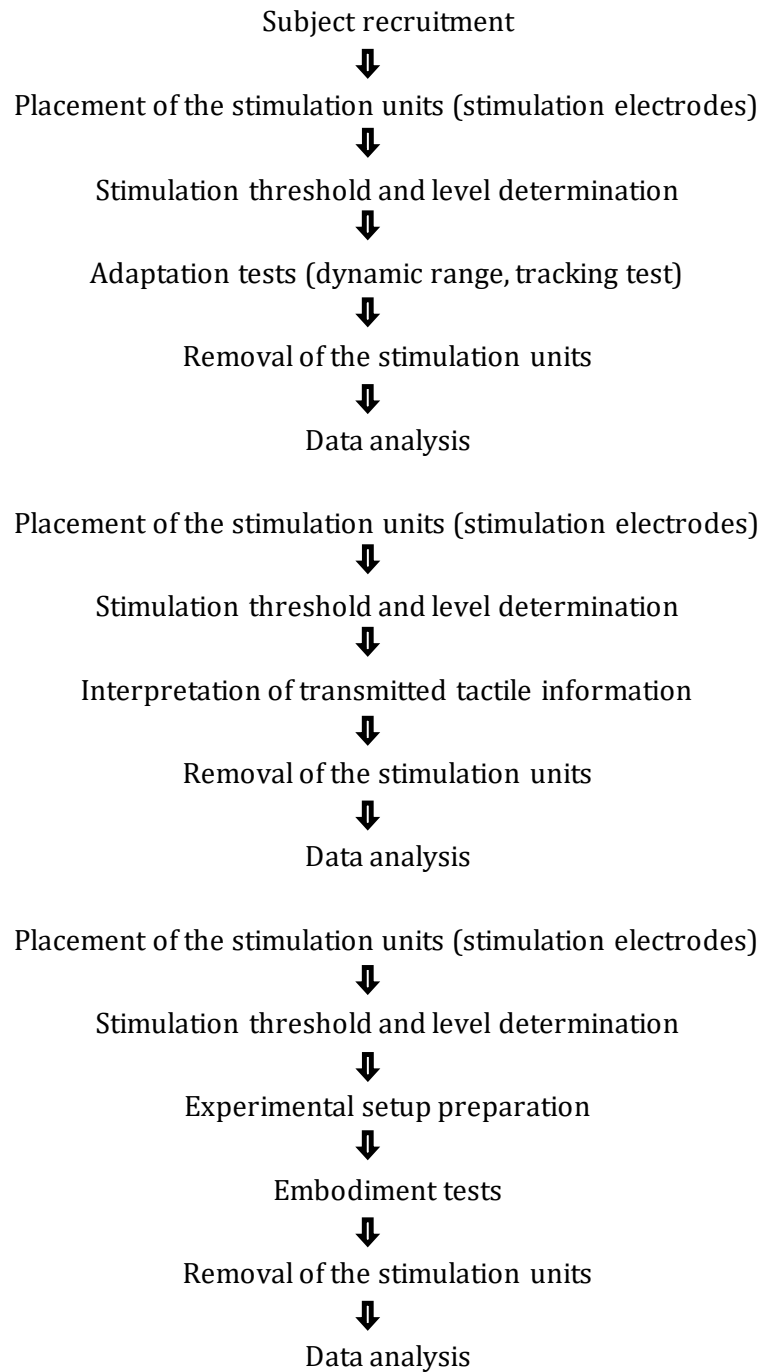 Subject recruitment
Placement of the stimulation units (stimulation electrodes)
Stimulation threshold and level determination
Adaptation tests (dynamic range, tracking test)
Removal of the stimulation units
Data analysis
Placement of the stimulation units (stimulation electrodes)
Stimulation threshold and level determination
Interpretation of transmitted tactile information
Removal of the stimulation units
Data analysis
Placement of the stimulation units (stimulation electrodes)
Stimulation threshold and level determination
Experimental setup preparation
Embodiment tests
Removal of the stimulation units
Data analysis